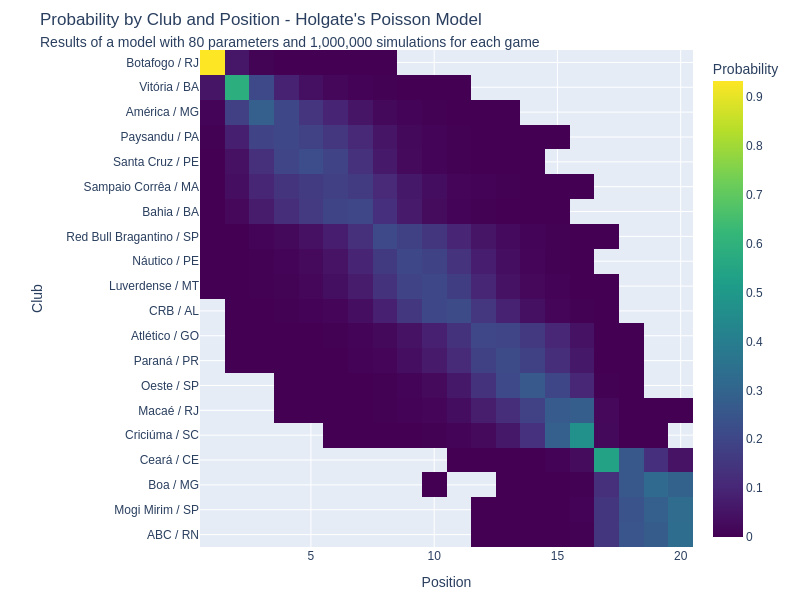 Probability by Club and Position - Holgate's Poisson Model
Results of a model with 80 parameters and 1,000,000 simulations for each game
Probability
Botafogo / RJ
Vitória / BA
América / MG
Paysandu / PA
Santa Cruz / PE
Sampaio Corrêa / MA
Bahia / BA
Red Bull Bragantino / SP
Náutico / PE
Luverdense / MT
CRB / AL
Atlético / GO
Paraná / PR
Oeste / SP
Macaé / RJ
Criciúma / SC
Ceará / CE
Boa / MG
Mogi Mirim / SP
ABC / RN
Club
5
10
15
20
Position
0.9
0.8
0.7
0.6
0.5
0.4
0.3
0.2
0.1
0